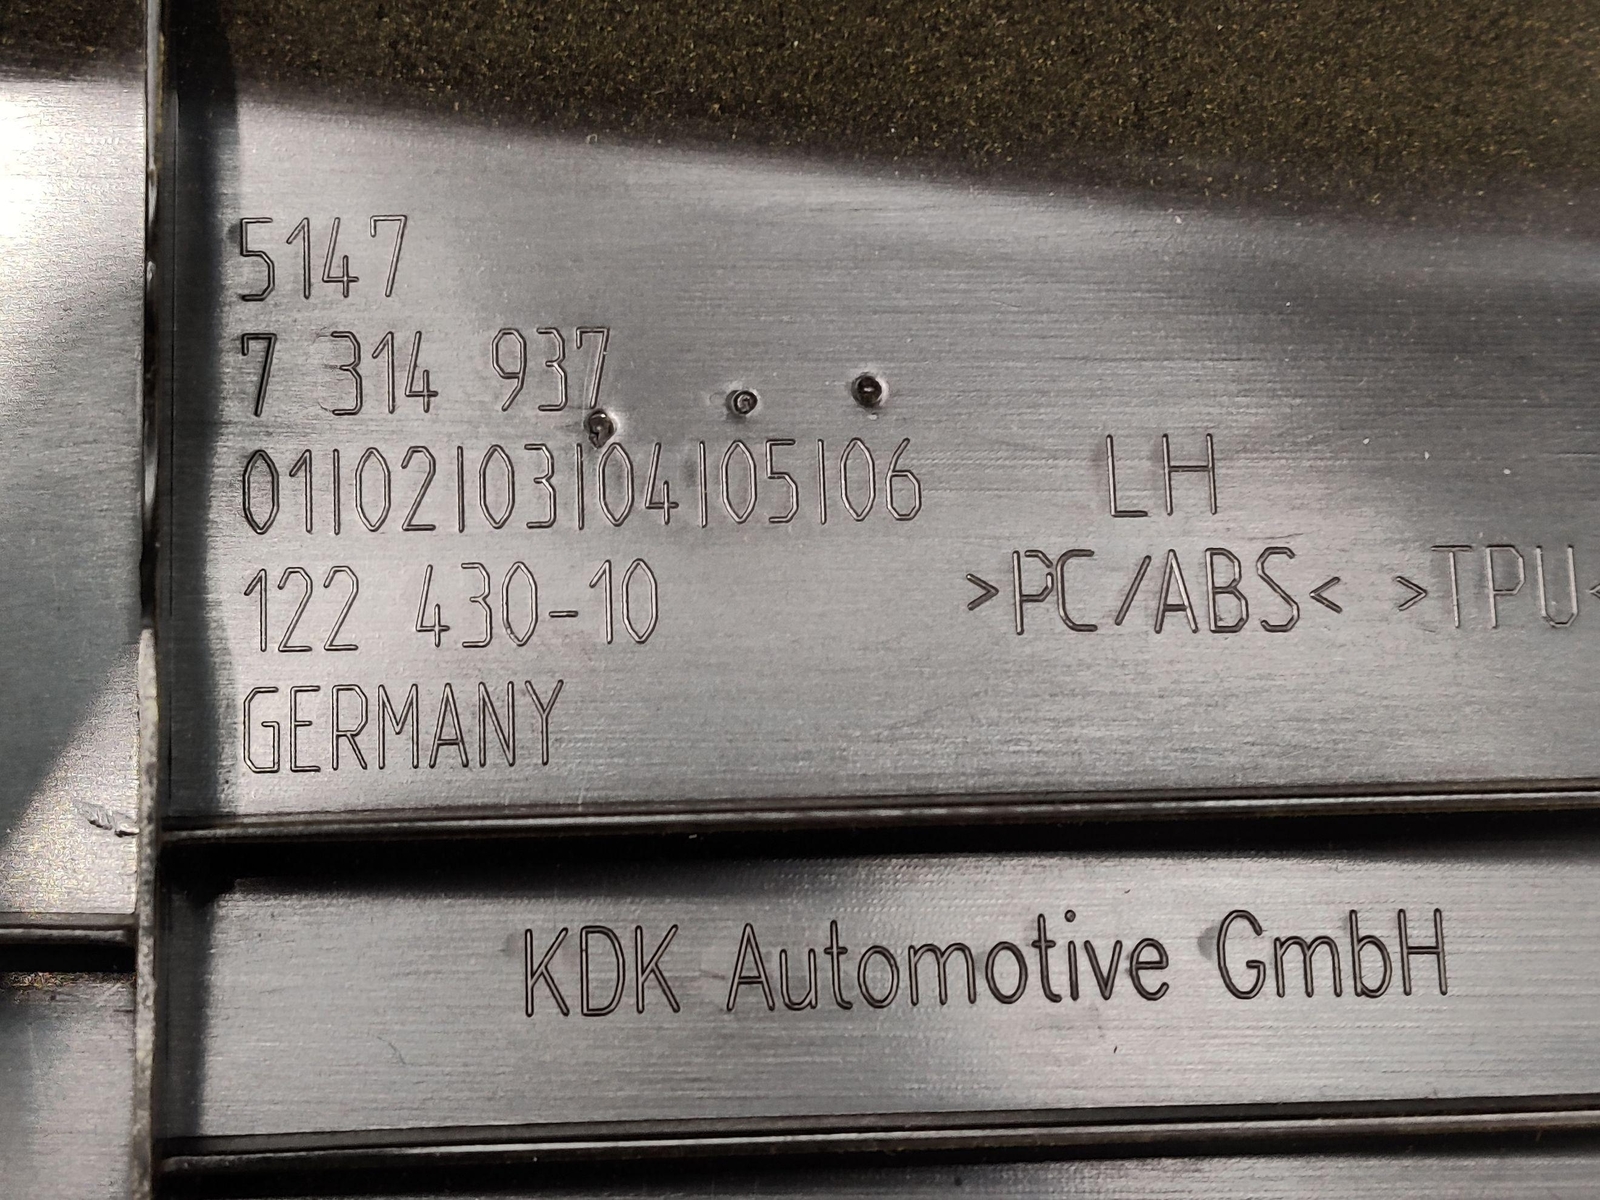 5147
7 314 937
01|02|03|04|05|06
LH
122 430-10
>PC/ABS< >TPU<
GERMANY
KDK Automotive GmbH